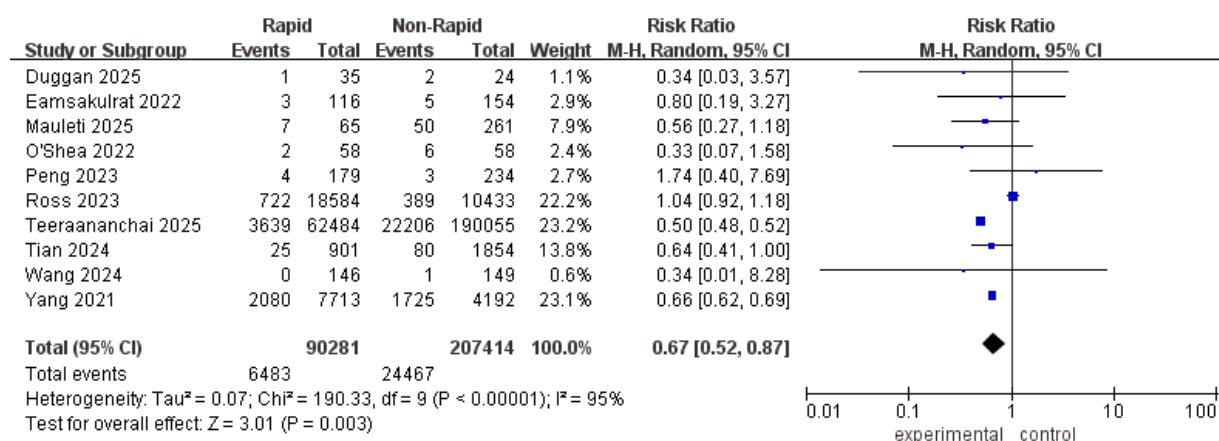 Rapid Non-Rapid Risk Ratio Risk Ratio
Study or Subgroup Events Total Events Total Weight M-H, Random, 95% CI M-H, Random, 95% CI
Duggan 2025 1 35 2 24 1.1% 0.34 [0.03, 3.57]
Eamsakulrat 2022 3 116 5 154 2.9% 0.80 [0.19, 3.27]
Mauleti 2025 7 65 50 261 7.9% 0.56 [0.27, 1.18]
O'Shea 2022 2 58 6 58 2.4% 0.33 [0.07, 1.58]
Peng 2023 4 179 3 234 2.7% 1.74 [0.40, 7.69]
Ross 2023 722 18584 389 10433 22.2% 1.04 [0.92, 1.18]
Teeraananchai 2025 3639 62484 22206 190055 23.2% 0.50 [0.48, 0.52]
Tian 2024 25 901 80 1854 13.8% 0.64 [0.41, 1.00]
Wang 2024 0 146 1 149 0.6% 0.34 [0.01, 8.28]
Yang 2021 2080 7713 1725 4192 23.1% 0.66 [0.62, 0.69]
Total (95% CI) 90281 207414 100.0% 0.67 [0.52, 0.87]
Total events 6483 24467
Heterogeneity: Tau² = 0.07; Chi² = 190.33, df = 9 (P < 0.00001); I² = 95%
Test for overall effect: Z = 3.01 (P = 0.003)
0.01 0.1 1 10 100
experimental control